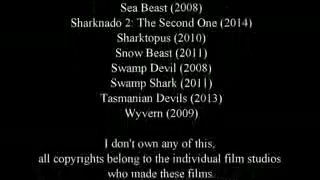 Sea Beast (2008)
Sharknado 2: The Second One (2014)
Sharktopus (2010)
Snow Beast (2011)
Swamp Devil (2008)
Swamp Shark (2011)
Tasmanian Devils (2013)
Wyvern (2009)
I don't own any of this,
all copyrights belong to the individual film studios
who made these films.